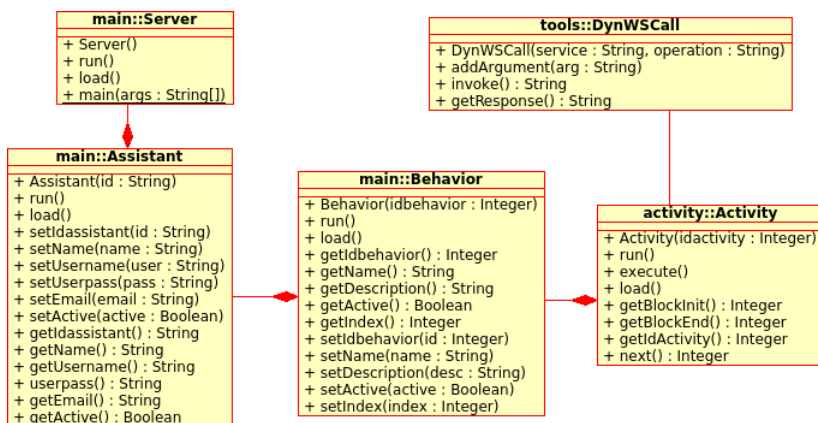 main::Server
+ Server()
+ run()
+ load()
+ main(args : String[])
tools::DynWSCall
+ DynWSCall(service : String, operation : String)
+ addArgument(arg : String)
+ invoke() : String
+ getResponse() : String
main::Assistant
+ Assistant(id : String)
+ run()
+ load()
+ setIdassistant(id : String)
+ setName(name : String)
+ setUsername(user : String)
+ setUserpass(pass : String)
+ setEmail(email : String)
+ setActive(active : Boolean)
+ getIdassistant() : String
+ getName() : String
+ getUsername() : String
+ userpass() : String
+ getEmail() : String
+ getActive() : Boolean
main::Behavior
+ Behavior(idbehavior : Integer)
+ run()
+ load()
+ getIdbehavior() : Integer
+ getName() : String
+ getDescription() : String
+ getActive() : Boolean
+ getIndex() : Integer
+ setIdbehavior(id : Integer)
+ setName(name : String)
+ setDescription(desc : String)
+ setActive(active : Boolean)
+ setIndex(index : Integer)
activity::Activity
+ Activity(idactivity : Integer)
+ run()
+ execute()
+ load()
+ getBlockInit() : Integer
+ getBlockEnd() : Integer
+ getIdActivity() : Integer
+ next() : Integer